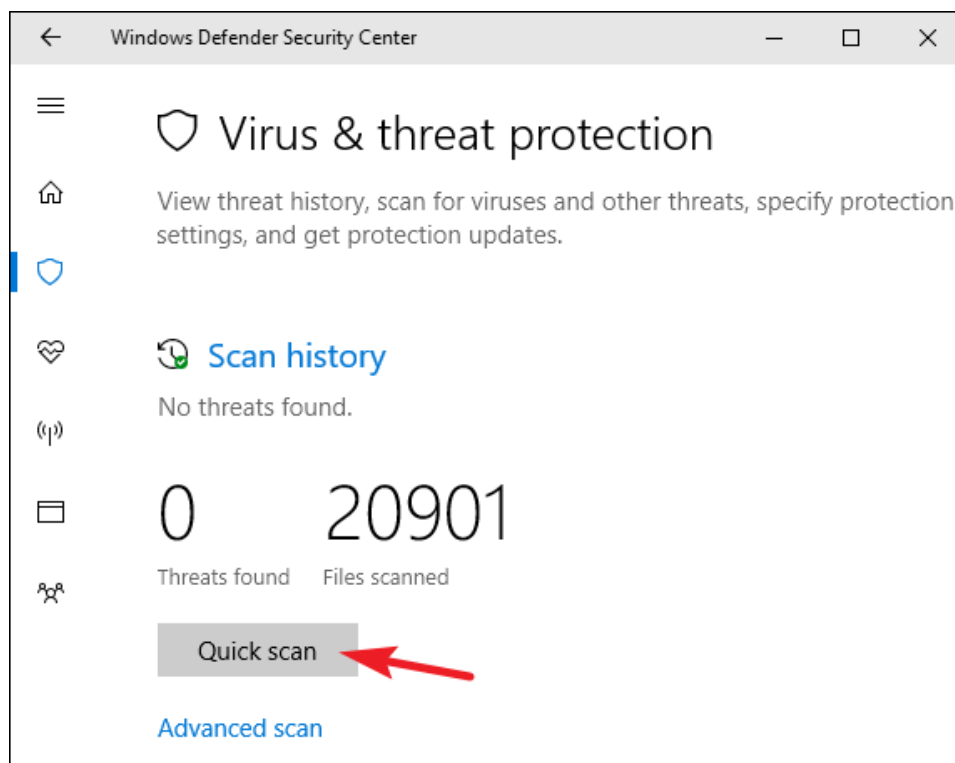 Windows Defender Security Center
Virus & threat protection
View threat history, scan for viruses and other threats, specify protection
settings, and get protection updates.
Scan history
No threats found.
0 20901
Threats found Files scanned
Quick scan
Advanced scan